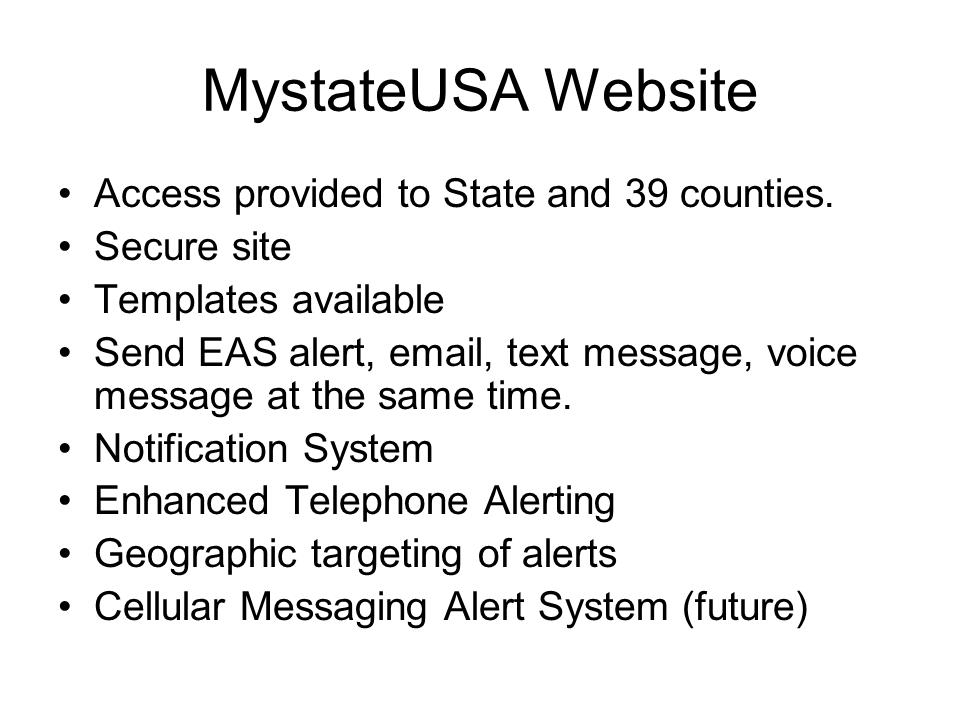 MystateUSA Website
• Access provided to State and 39 counties.
• Secure site
• Templates available
• Send EAS alert, email, text message, voice
message at the same time.
• Notification System
• Enhanced Telephone Alerting
• Geographic targeting of alerts
• Cellular Messaging Alert System (future)